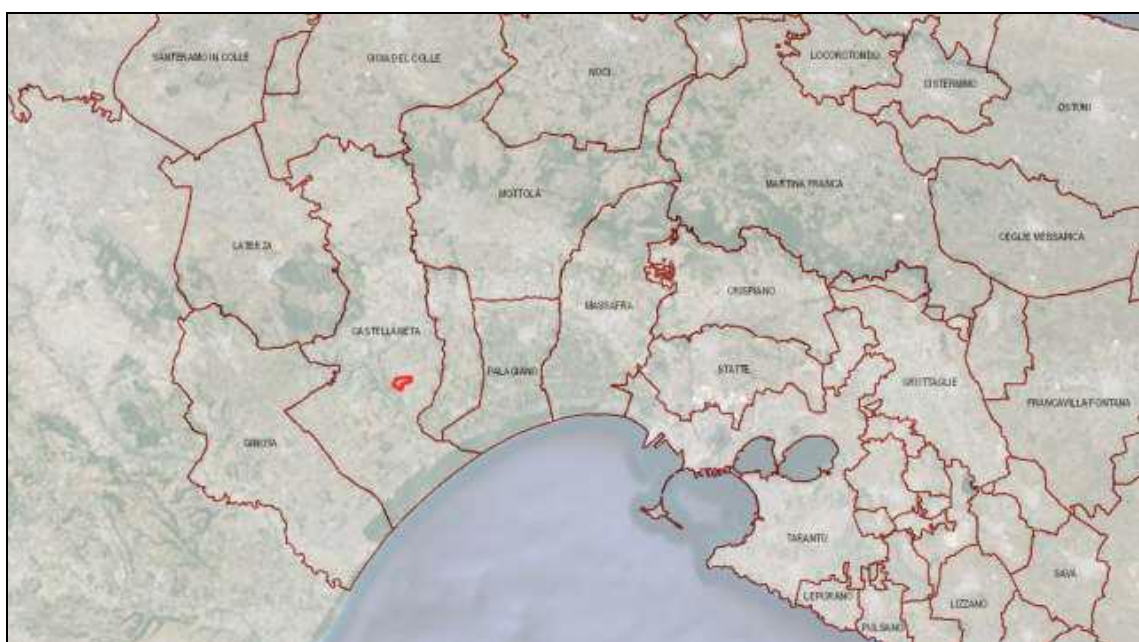 SANTERAMO IN COLLE
GIOIA DEL COLLE
NOCI
LOCOROTONDO
CISTERNINO
OSTUNI
MOTTOLA
MARTINA FRANCA
LATERZA
CEGLIE MESSAPICA
CRISPIANO
MASSAFRA
CASTELLANETA
PALAGIANO
STATTE
GROTTAGLIE
FRANCAVILLA FONTANA
GINOSA
TARANTO
SAVA
LEPORANO
LIZZANO
PULSANO